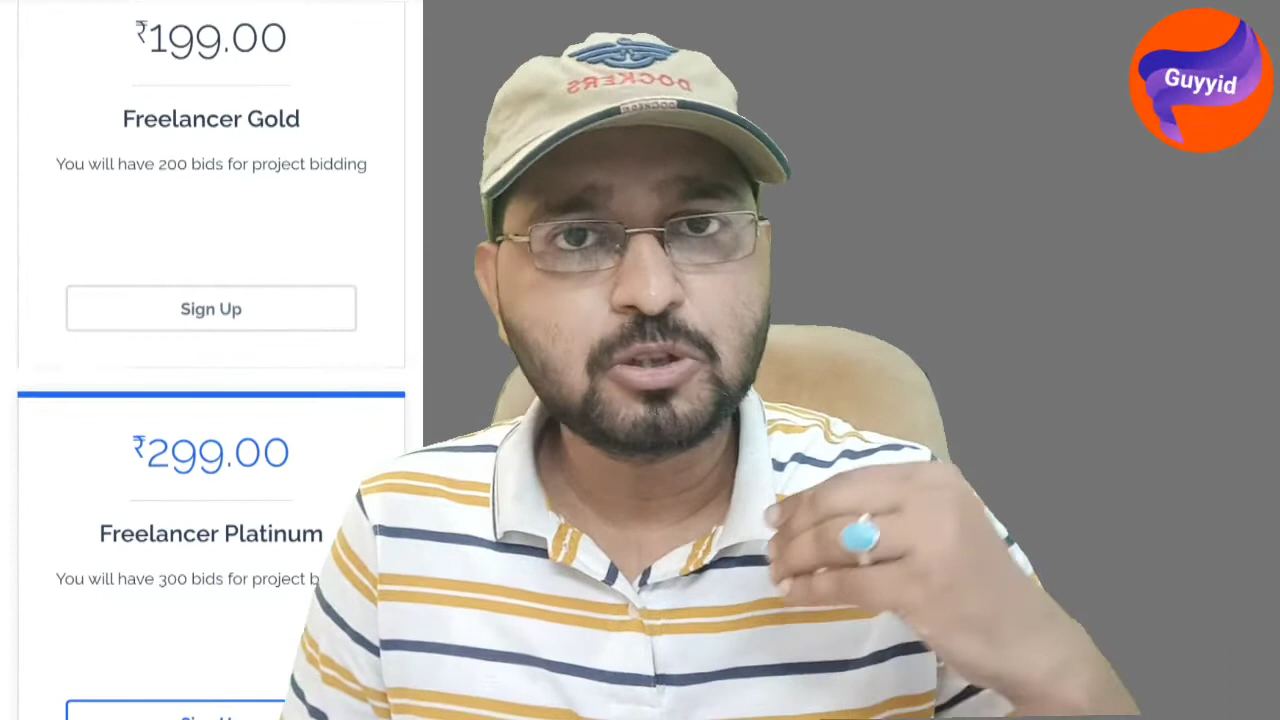 ₹199.00
Freelancer Gold
You will have 200 bids for project bidding
Sign Up
₹299.00
Freelancer Platinum
You will have 300 bids for project b
Guyyid
DOCKERS
DOCKERS